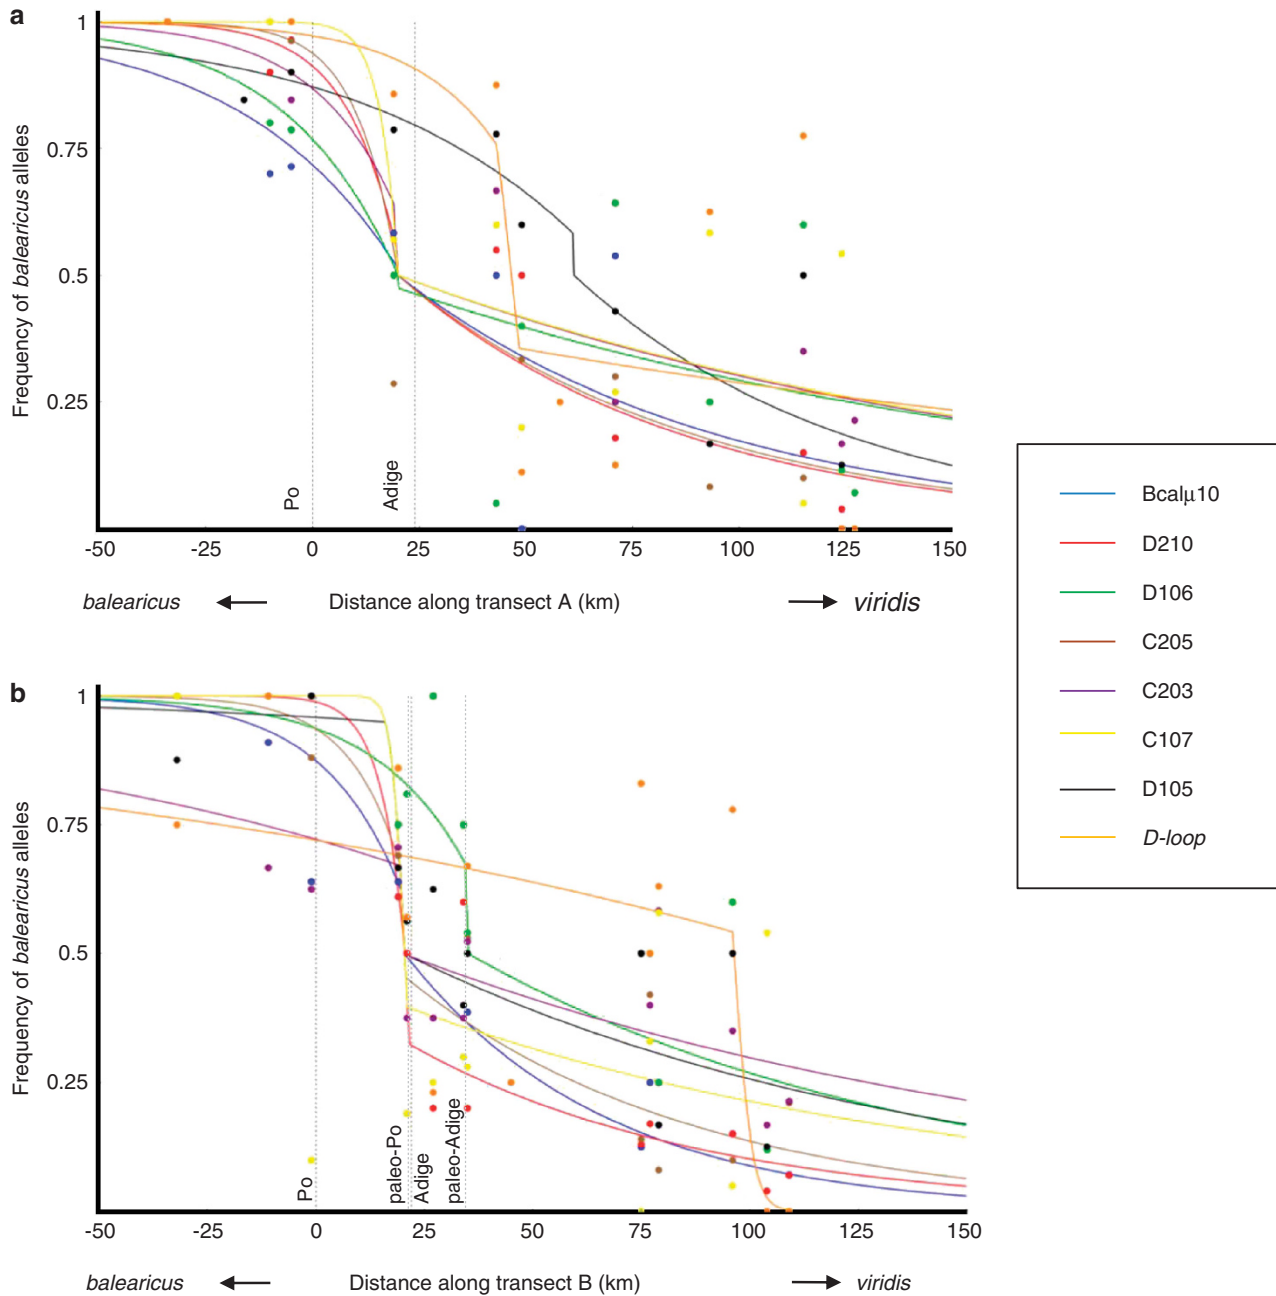 a
Frequency of balearicus alleles
1
0.75
0.5
0.25
Po
Adige
-50 -25 0 25 50 75 100 125 150
balearicus Distance along transect A (km) viridis
b
Frequency of balearicus alleles
1
0.75
0.5
0.25
Po
paleo-Po
Adige
paleo-Adige
-50 -25 0 25 50 75 100 125 150
balearicus Distance along transect B (km) viridis
Bcalμ10
D210
D106
C205
C203
C107
D105
D-loop